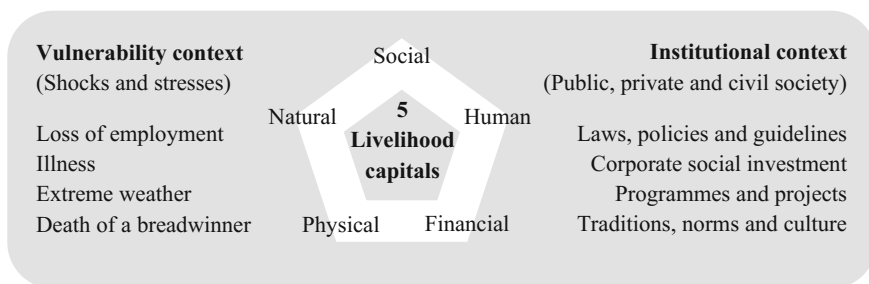 Vulnerability context
(Shocks and stresses)
Loss of employment
Illness
Extreme weather
Death of a breadwinner
Social
Natural
Human
5
Livelihood
capitals
Physical
Financial
Institutional context
(Public, private and civil society)
Laws, policies and guidelines
Corporate social investment
Programmes and projects
Traditions, norms and culture